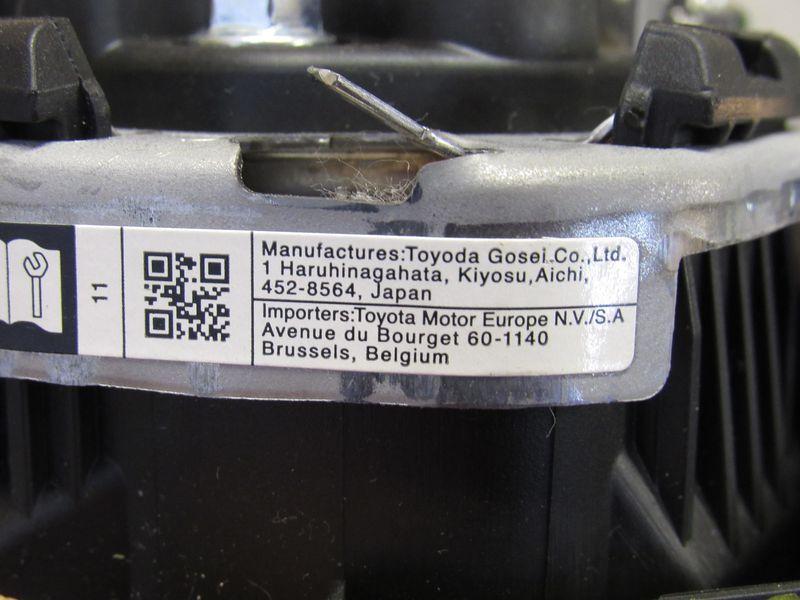 11
Manufactures:Toyoda Gosei Co.,Ltd.
1 Haruhinagahata, Kiyosu,Aichi,
452-8564, Japan
Importers:Toyota Motor Europe N.V./S.A
Avenue du Bourget 60-1140
Brussels, Belgium